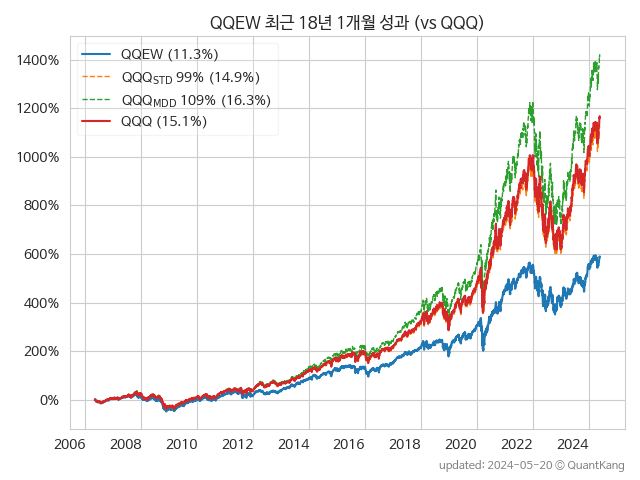 QQEW 최근 18년 1개월 성과 (vs QQQ)
QQEW (11.3%)
QQQSTD 99% (14.9%)
QQQMDD 109% (16.3%)
QQQ (15.1%)
1400%
1200%
1000%
800%
600%
400%
200%
0%
2006 2008 2010 2012 2014 2016 2018 2020 2022 2024
updated: 2024-05-20 © QuantKang